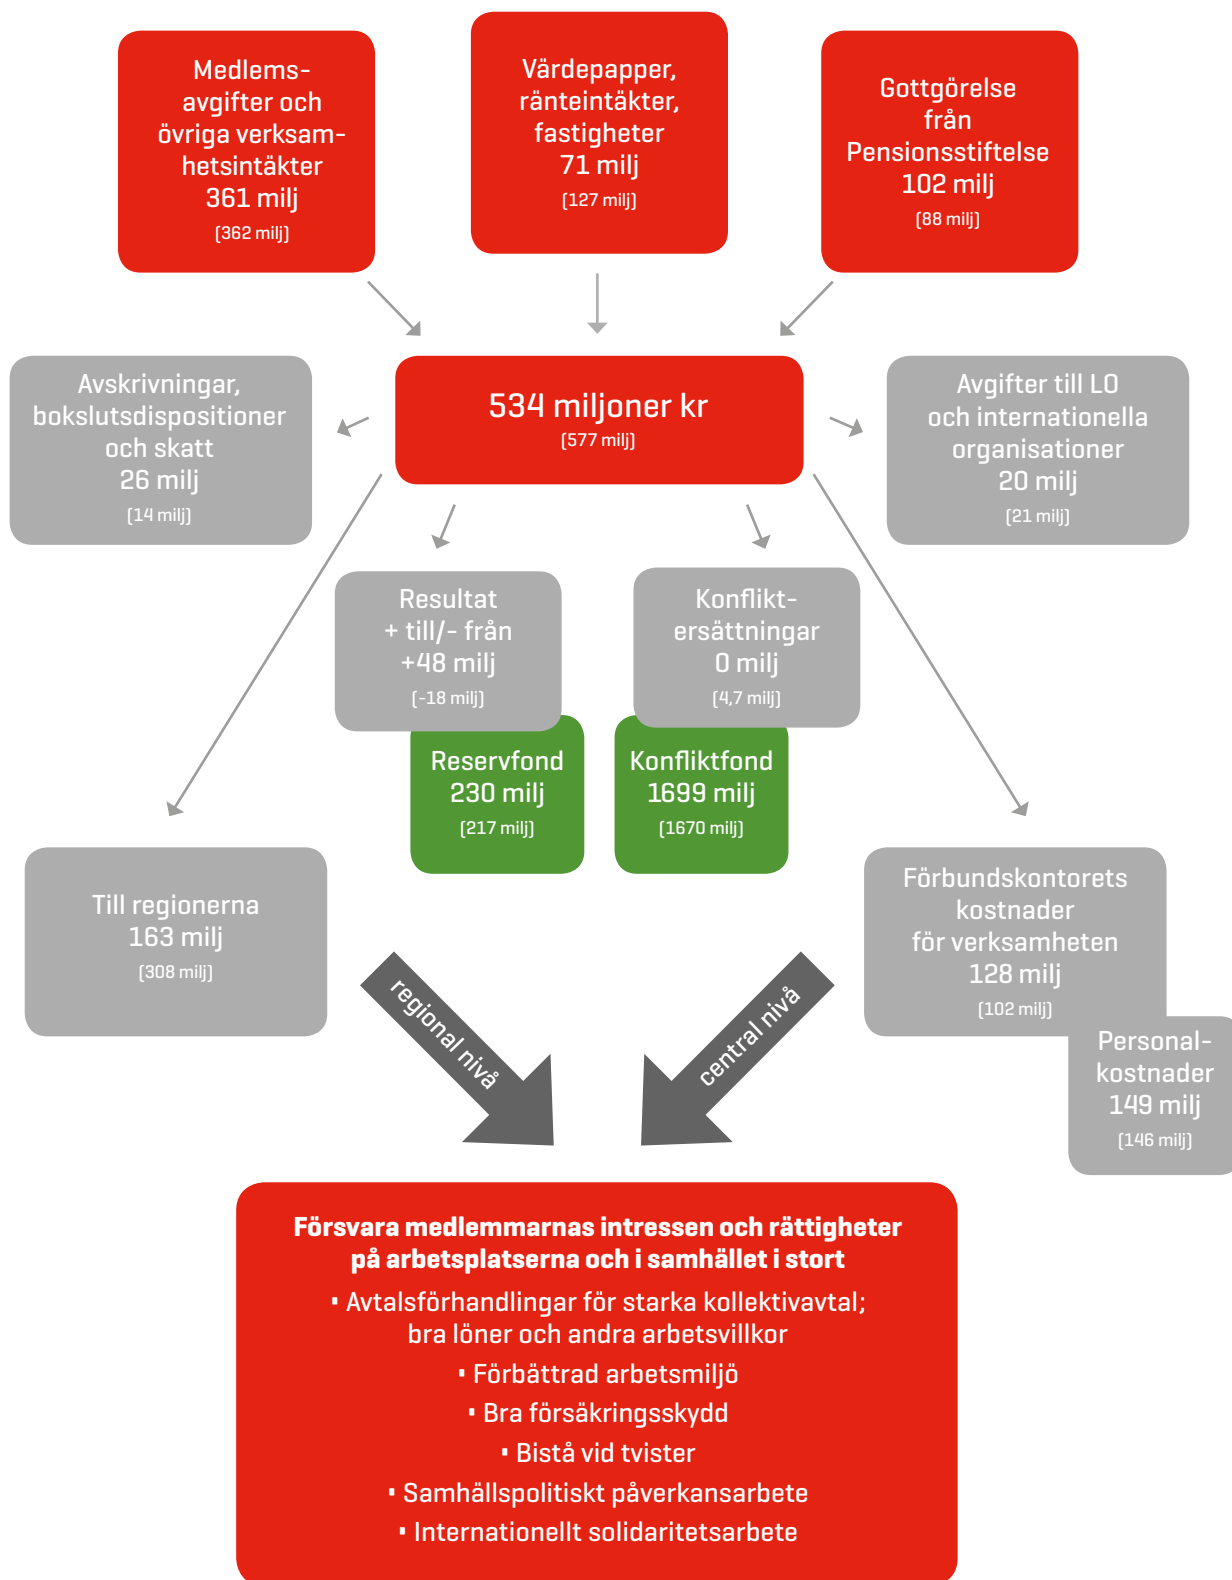 Medlems-
avgifter och
övriga verksam-
hetsintäkter
361 milj
(362 milj)
Värdepapper,
ränteintäkter,
fastigheter
71 milj
(127 milj)
Gottgörelse
från
Pensionsstiftelse
102 milj
(88 milj)
Avskrivningar,
bokslutsdispositioner
och skatt
26 milj
(14 milj)
534 miljoner kr
(577 milj)
Avgifter till LO
och internationella
organisationer
20 milj
(21 milj)
Resultat
+ till/- från
+48 milj
(-18 milj)
Konflikt-
ersättningar
0 milj
(4,7 milj)
Reservfond
230 milj
(217 milj)
Konfliktfond
1699 milj
(1670 milj)
Till regionerna
163 milj
(308 milj)
Förbundskontorets
kostnader
för verksamheten
128 milj
(102 milj)
Personal-
kostnader
149 milj
(146 milj)
regional nivå
central nivå
Försvara medlemmarnas intressen och rättigheter
på arbetsplatserna och i samhället i stort
• Avtalsförhandlingar för starka kollektivavtal;
bra löner och andra arbetsvillkor
• Förbättrad arbetsmiljö
• Bra försäkringsskydd
• Bistå vid tvister
• Samhällspolitiskt påverkansarbete
• Internationellt solidaritetsarbete